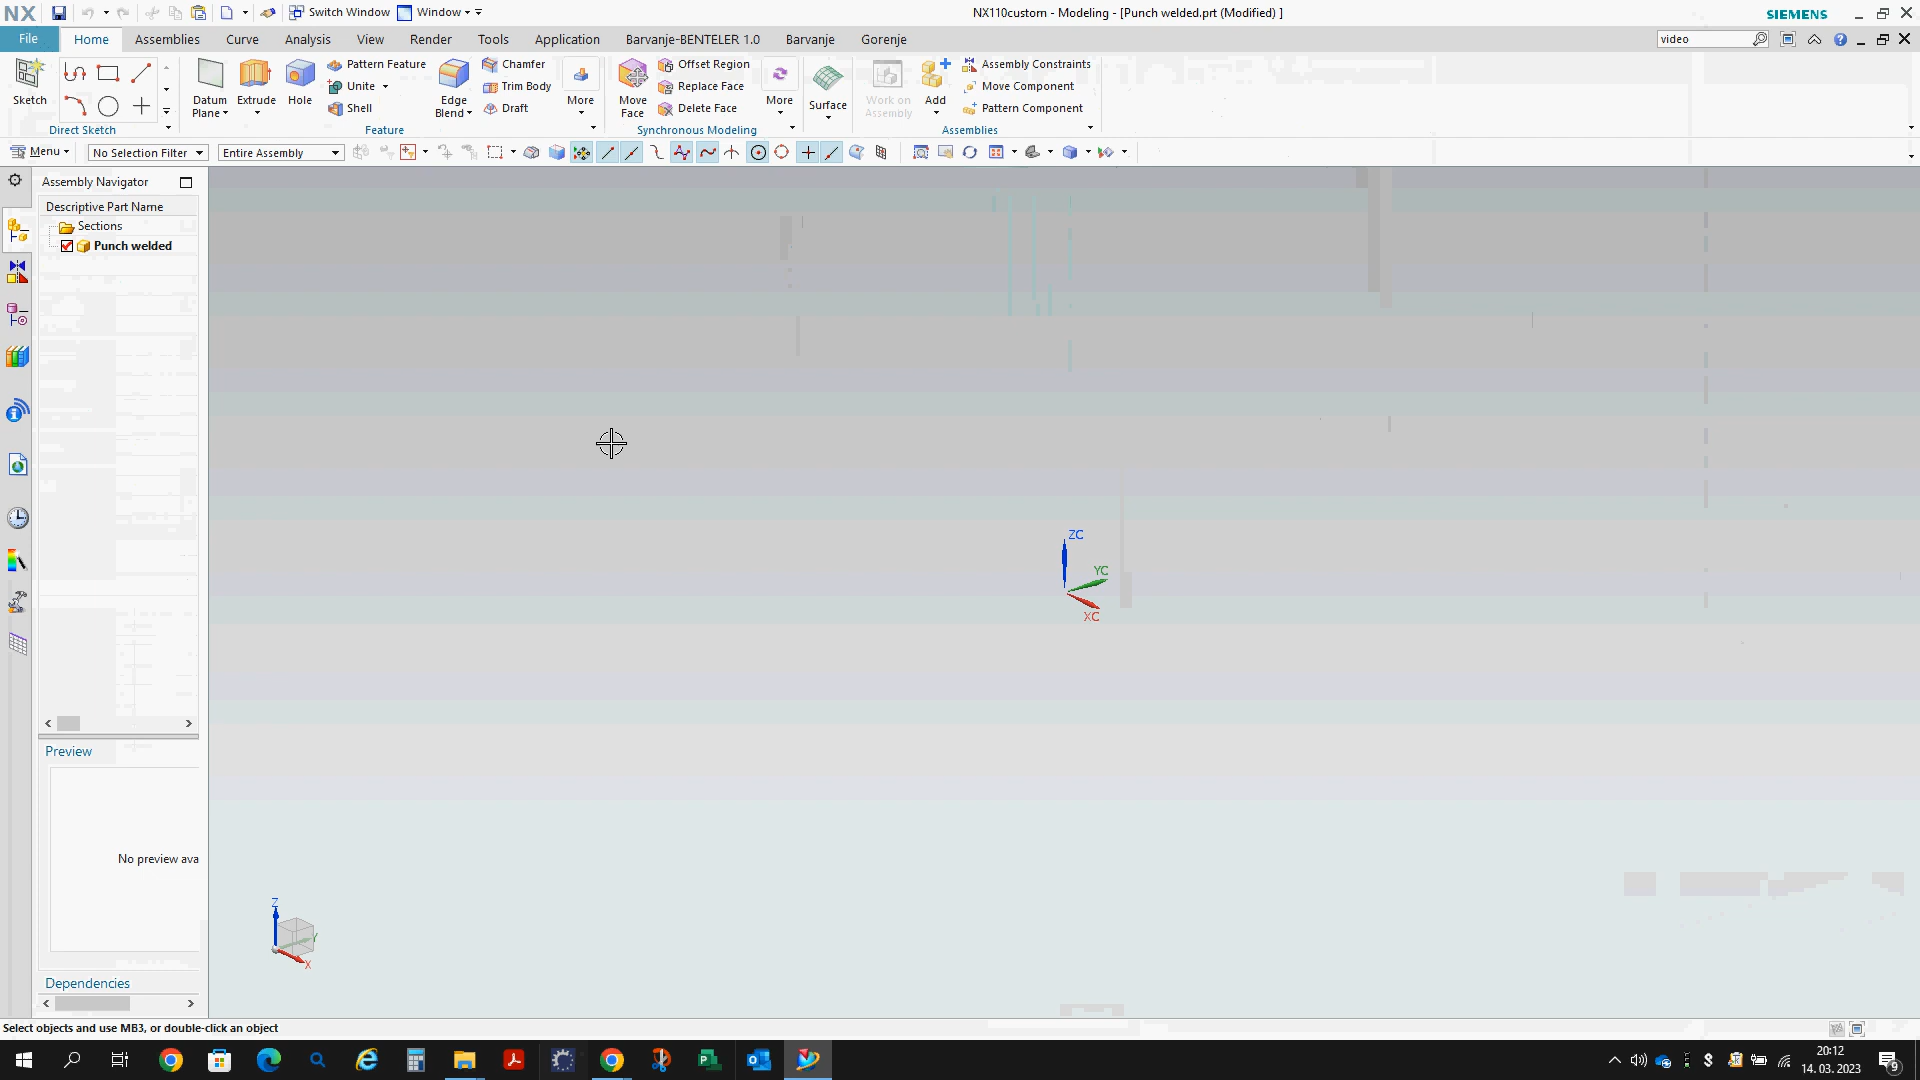 NX Switch Window Window NX110custom - Modeling - [Punch welded.prt (Modified) ] SIEMENS
File Home Assemblies Curve Analysis View Render Tools Application Barvanje-BENTELER 1.0 Barvanje Gorenje video
Sketch
Direct Sketch
Datum Plane
Extrude
Hole
Pattern Feature
Unite
Shell
Edge Blend
Chamfer
Trim Body
Draft
More
Feature
Move Face
Offset Region
Replace Face
Delete Face
More
Synchronous Modeling
Surface
Work on Assembly
Add
Assembly Constraints
Move Component
Pattern Component
Assemblies
Menu No Selection Filter Entire Assembly
Assembly Navigator
Descriptive Part Name
Sections
Punch welded
ZC
YC
XC
Preview
No preview ava
Z
Y
X
Dependencies
Select objects and use MB3, or double-click an object
20:12
14. 03. 2023
9